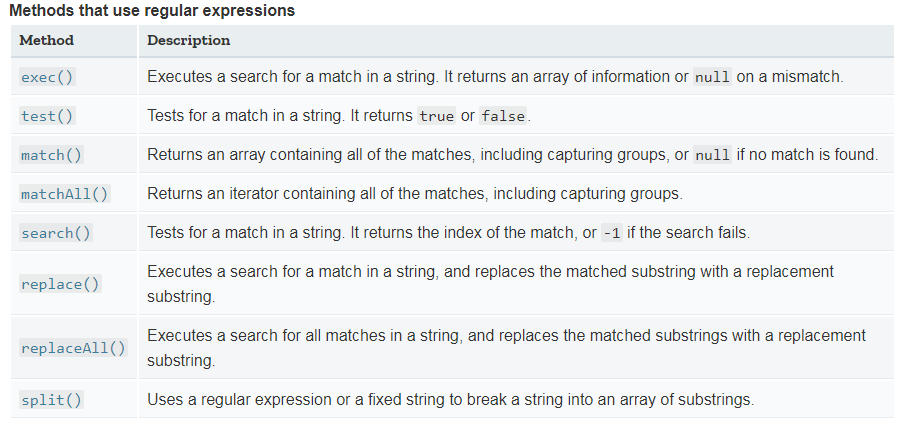 Methods that use regular expressions
Method Description
exec() Executes a search for a match in a string. It returns an array of information or null on a mismatch.
test() Tests for a match in a string. It returns true or false.
match() Returns an array containing all of the matches, including capturing groups, or null if no match is found.
matchAll() Returns an iterator containing all of the matches, including capturing groups.
search() Tests for a match in a string. It returns the index of the match, or -1 if the search fails.
replace() Executes a search for a match in a string, and replaces the matched substring with a replacement
substring.
replaceAll() Executes a search for all matches in a string, and replaces the matched substrings with a replacement
substring.
split() Uses a regular expression or a fixed string to break a string into an array of substrings.